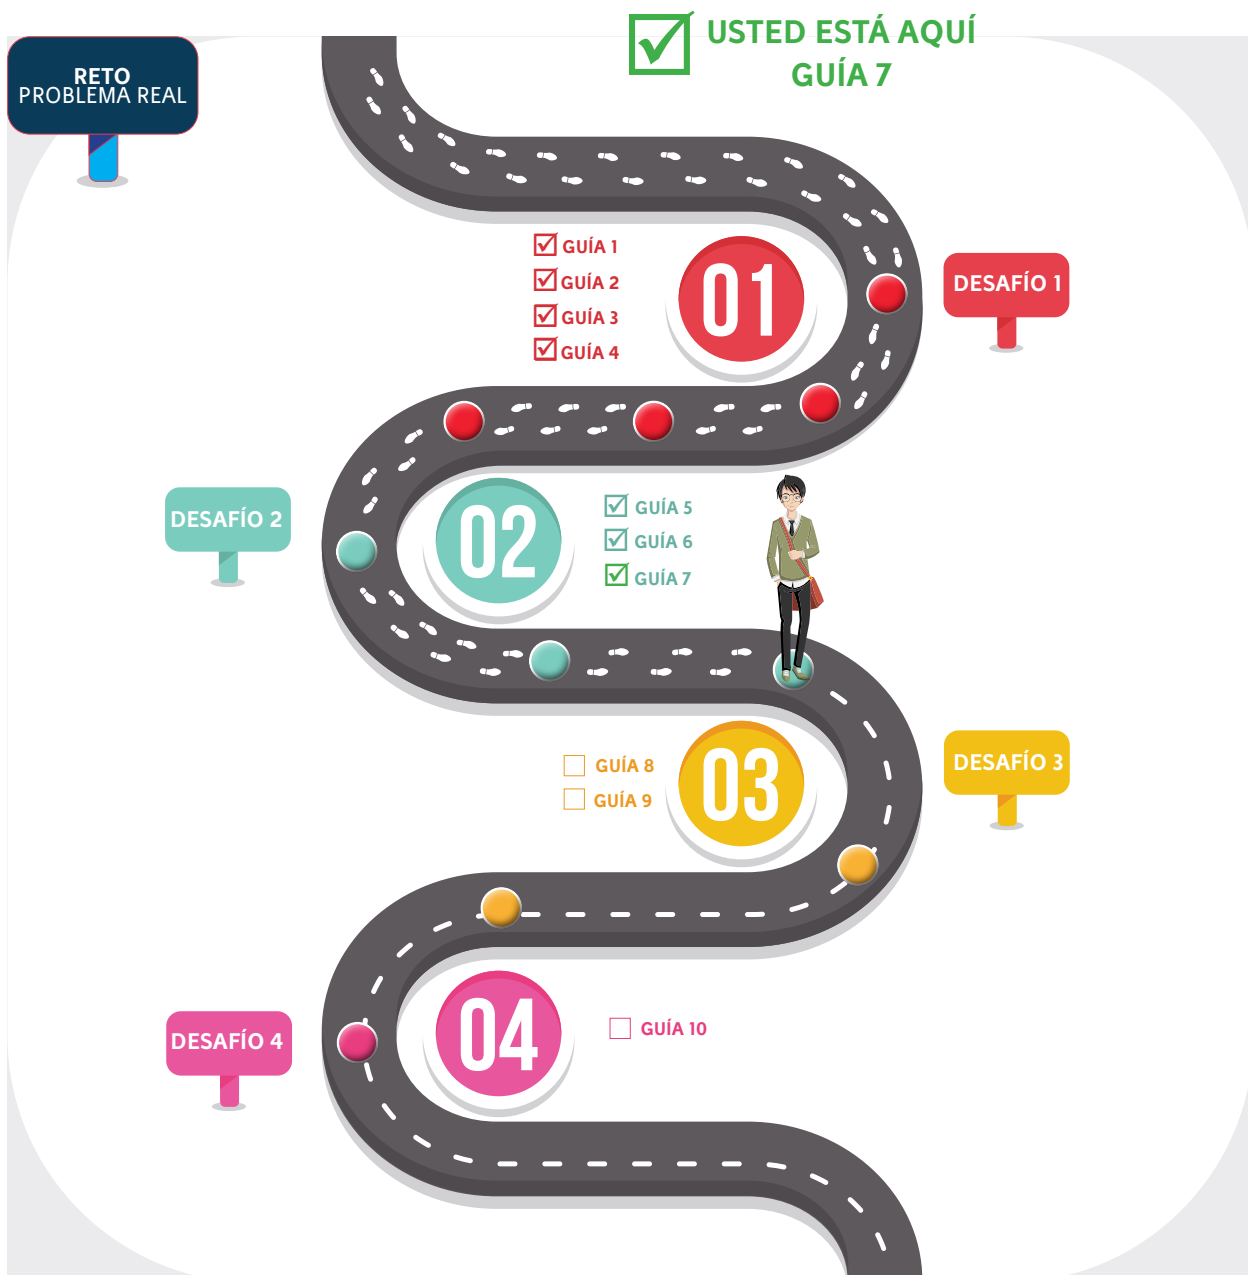 USTED ESTÁ AQUÍ
GUÍA 7
RETO
PROBLEMA REAL
GUÍA 1
GUÍA 2
GUÍA 3
GUÍA 4
01
DESAFÍO 1
DESAFÍO 2
02
GUÍA 5
GUÍA 6
GUÍA 7
GUÍA 8
GUÍA 9
03
DESAFÍO 3
DESAFÍO 4
04
GUÍA 10